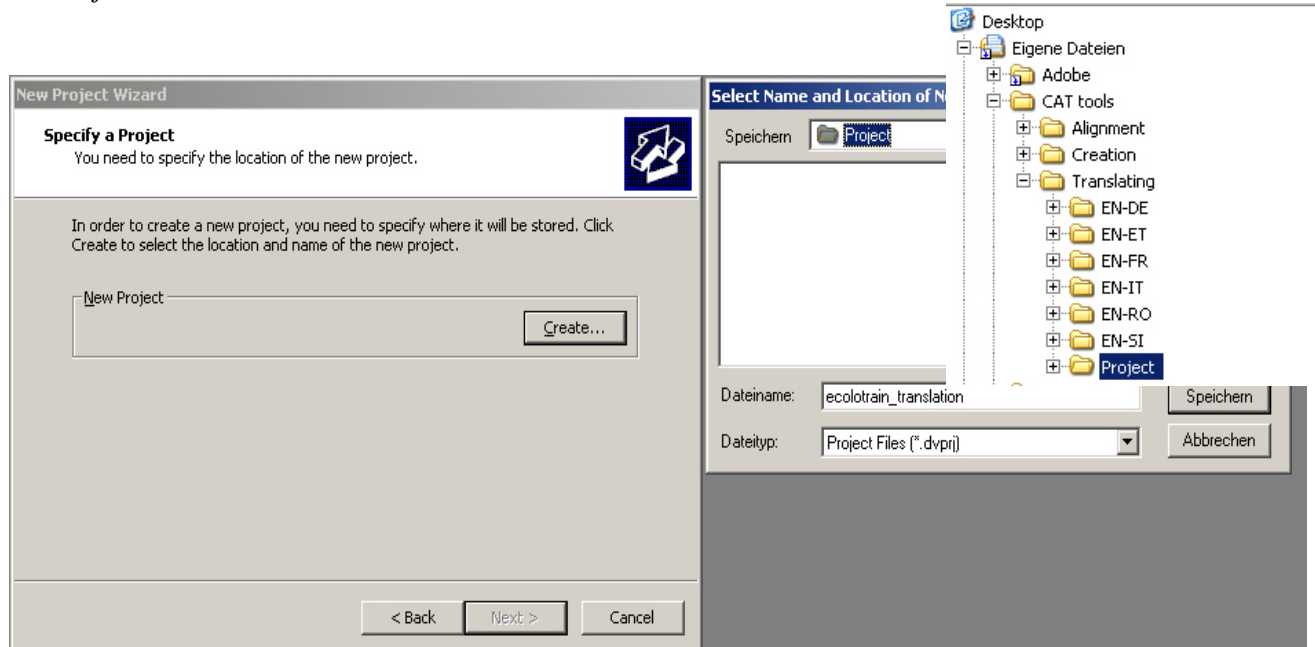 New Project Wizard
Specify a Project
You need to specify the location of the new project.
In order to create a new project, you need to specify where it will be stored. Click
Create to select the location and name of the new project.
New Project
Create...
< Back
Next >
Cancel
Select Name and Location of N
Speichern
Project
Dateiname:
ecolotrain_translation
Speichern
Dateityp:
Project Files (*.dvprj)
Abbrechen
Desktop
Eigene Dateien
Adobe
CAT tools
Alignment
Creation
Translating
EN-DE
EN-ET
EN-FR
EN-IT
EN-RO
EN-SI
Project